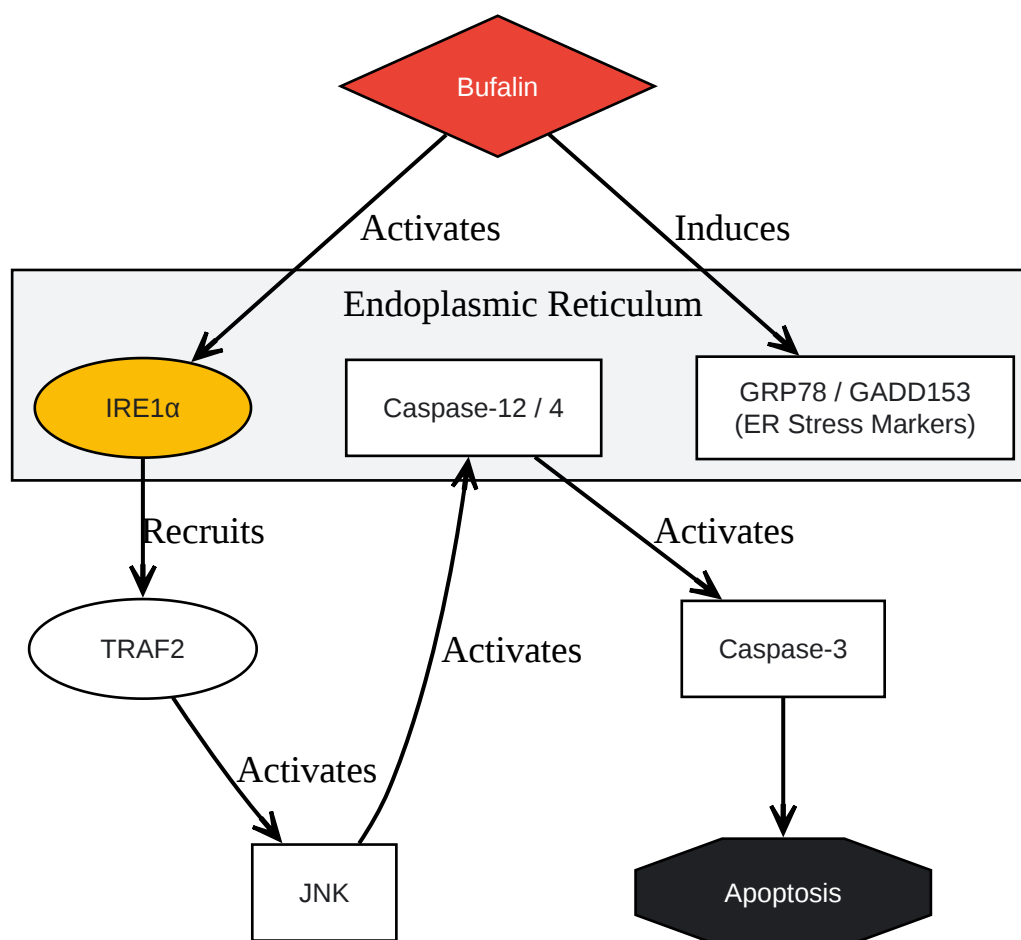 Bufalin
Activates
Induces
Endoplasmic Reticulum
IRE1α
Caspase-12 / 4
GRP78 / GADD153
(ER Stress Markers)
Recruits
Activates
TRAF2
Activates
Caspase-3
Activates
JNK
Apoptosis